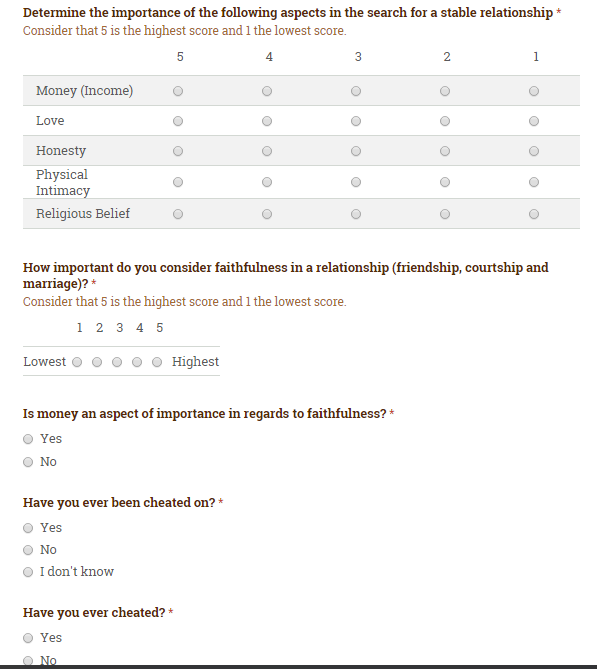 Determine the importance of the following aspects in the search for a stable relationship *
Consider that 5 is the highest score and 1 the lowest score.
5 4 3 2 1
Money (Income)
Love
Honesty
Physical
Intimacy
Religious Belief
How important do you consider faithfulness in a relationship (friendship, courtship and
marriage)? *
Consider that 5 is the highest score and 1 the lowest score.
1 2 3 4 5
Lowest Highest
Is money an aspect of importance in regards to faithfulness? *
Yes
No
Have you ever been cheated on? *
Yes
No
I don't know
Have you ever cheated? *
Yes
No